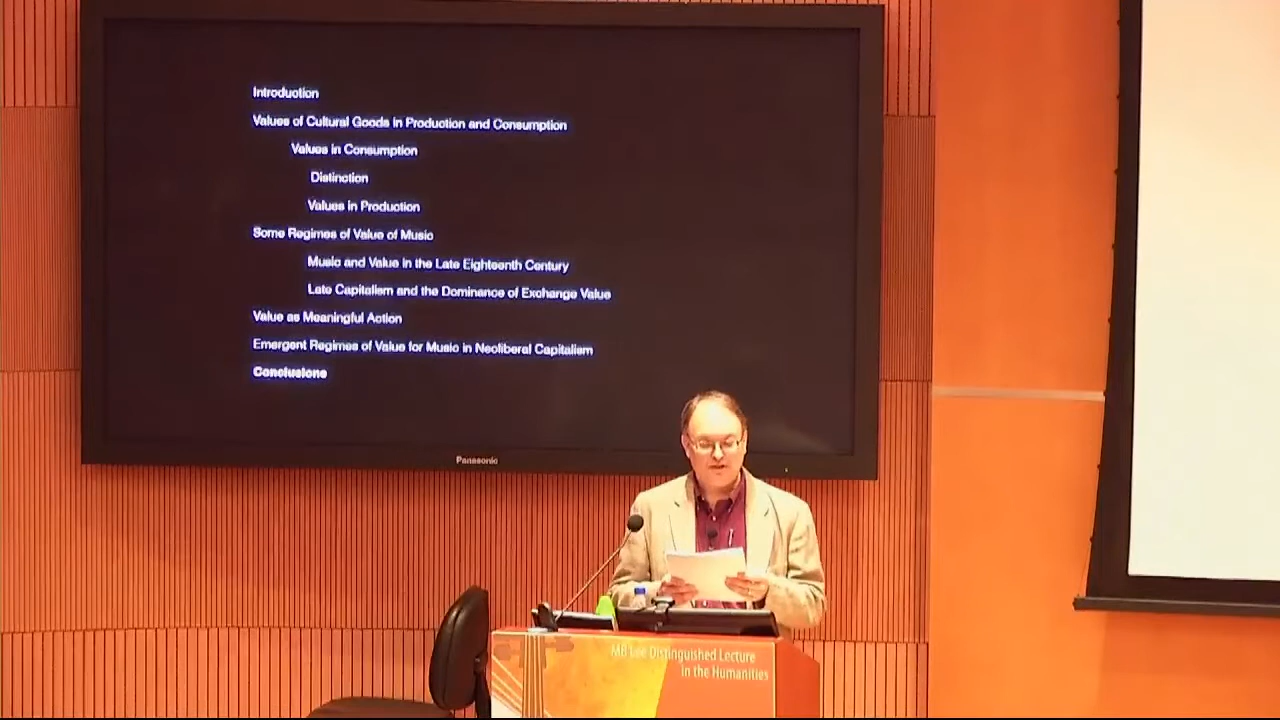 Introduction
Values of Cultural Goods in Production and Consumption
Values in Consumption
Distinction
Values in Production
Some Regimes of Value of Music
Music and Value in the Late Eighteenth Century
Late Capitalism and the Dominance of Exchange Value
Value as Meaningful Action
Emergent Regimes of Value for Music in Neoliberal Capitalism
Conclusions
Panasonic
MB Lee Distinguished Lecture
in the Humanities